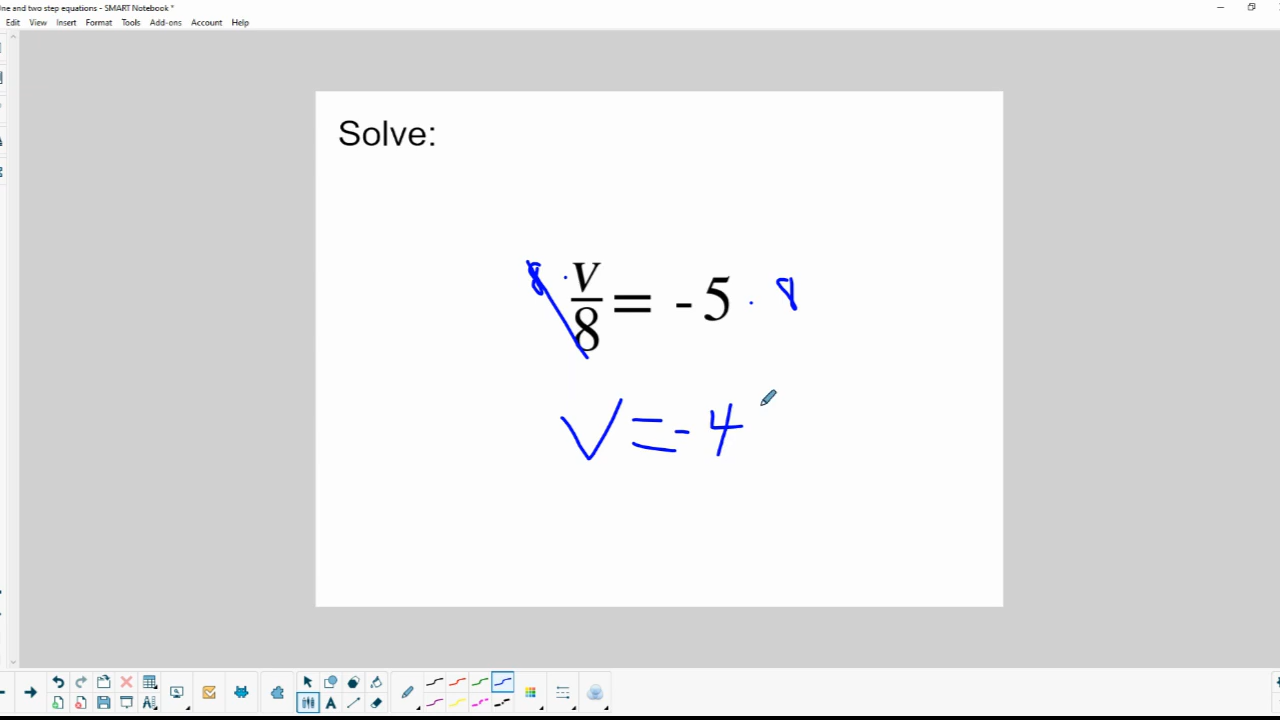 One and two step equations - SMART Notebook *
Edit View Insert Format Tools Add-ons Account Help
Solve:
8 · v/8 = - 5 · 8
V = - 4